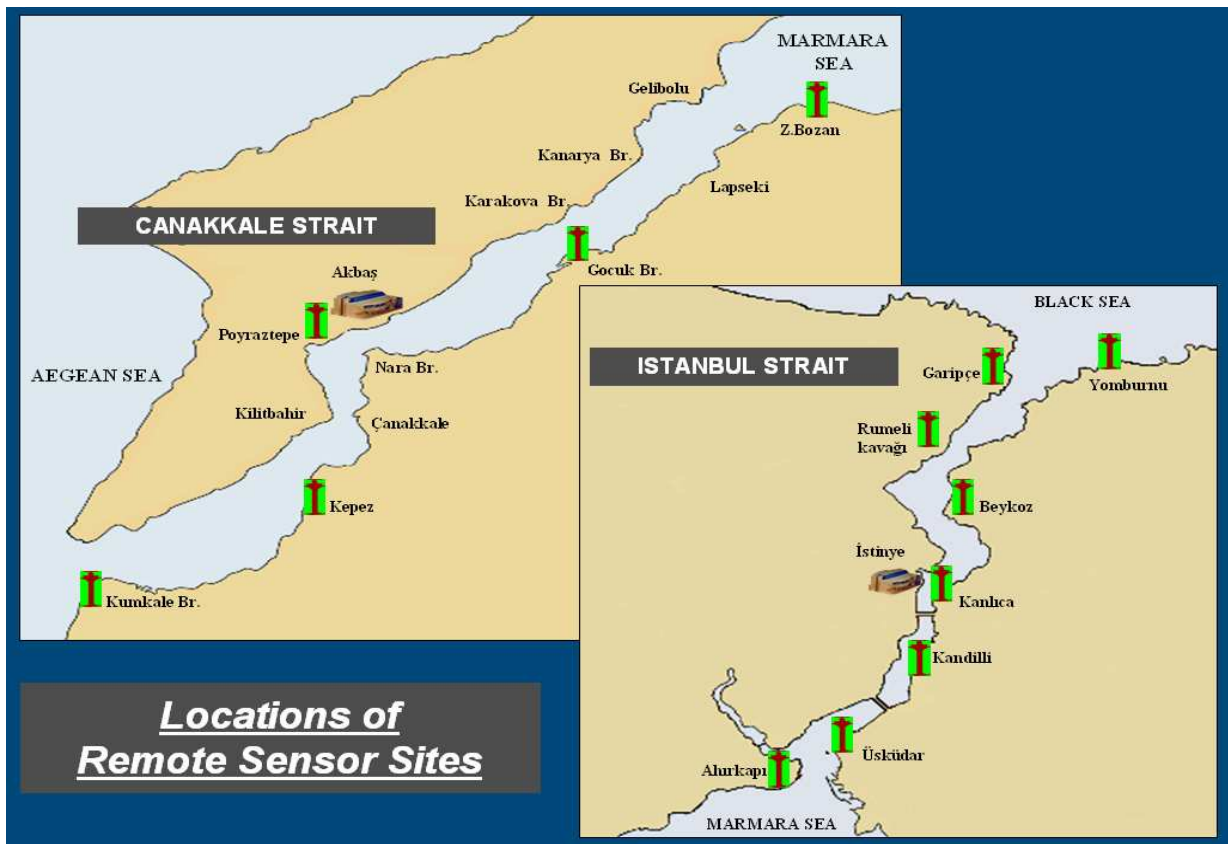 MARMARA
SEA
Gelibolu
Z.Bozan
Kanarya Br.
Lapseki
Karakova Br.
CANAKKALE STRAIT
Gocuk Br.
Akbaş
Poyraztepe
Nara Br.
AEGEAN SEA
Kilitbahir
Çanakkale
Kepez
Kumkale Br.
BLACK SEA
ISTANBUL STRAIT
Garipçe
Yomburnu
Rumeli
kavağı
Beykoz
İstinye
Kanlıca
Kandilli
Üsküdar
Ahırkapı
MARMARA SEA
Locations of
Remote Sensor Sites